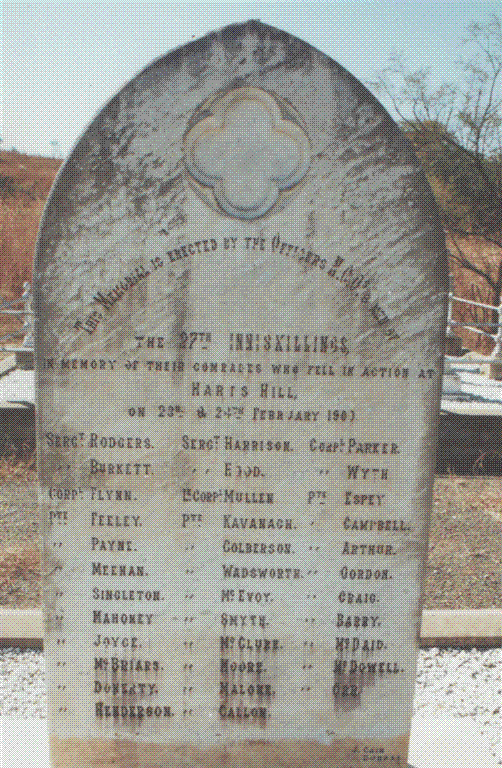 THIS MEMORIAL IS ERECTED BY THE OFFICERS N.C.O's & MEN OF
THE 27TH INNISKILLINGS,
IN MEMORY OF THEIR COMRADES WHO FELL IN ACTION AT
HARTS HILL,
ON 23RD & 24TH FEBRUARY 1900
SERGT RODGERS. SERGT HARRISON. CORPL PARKER.
" BURKETT. " " WYTH
CORPL FLYNN. L.CORPL MULLEN PTE ESPEY
PTE FEELEY. PTE KAVANAGH. " CAMPBELL.
" PAYNE. " COLBERSON. " ARTHUR.
" MEENAN. " WADSWORTH. " GORDON.
" SINGLETON. " McEVOY. " CRAIG.
" MAHONEY " SMYTH. " BARRY.
" JOYCE. " McCLURE. " McDAID.
" McBRIARS. " MOORE. " McDOWELL.
" DOHERTY. " MALONE. " ORR.
" HENDERSON. " CALLON.
J. CAIN